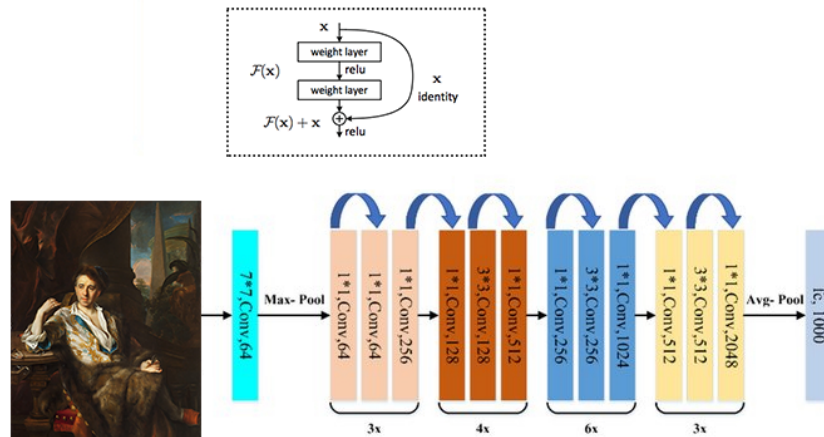 x
weight layer
F(x)
relu
weight layer
x
identity
F(x) + x
relu
7*7,Conv,64
Max- Pool
1*1,Conv,64
1*1,Conv,64
1*1,Conv,256
1*1,Conv,128
3*3,Conv,128
1*1,Conv,512
1*1,Conv,256
3*3,Conv,256
1*1,Conv,1024
1*1,Conv,512
3*3,Conv,512
1*1,Conv,2048
Avg- Pool
fc, 1000
3x
4x
6x
3x